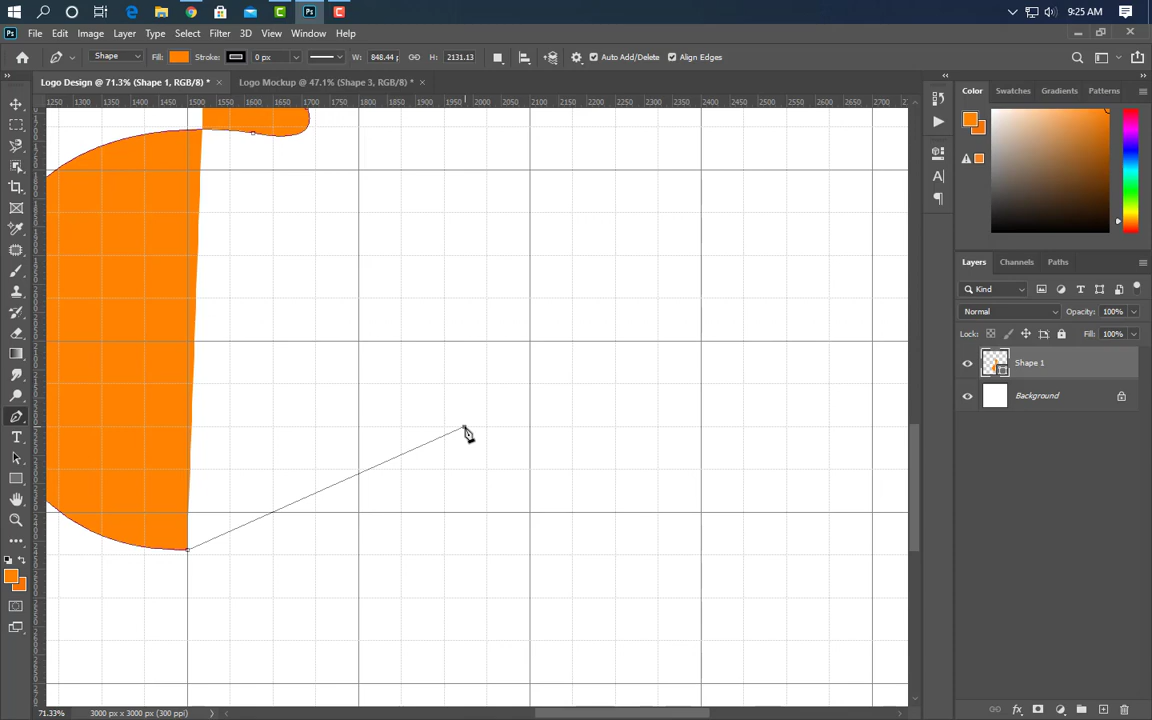 9:25 AM
Ps File Edit Image Layer Type Select Filter 3D View Window Help
Shape Fill: Stroke: 0 px W: 848.44 H: 2131.13 Auto Add/Delete Align Edges
Logo Design @ 71.3% (Shape 1, RGB/8) * × Logo Mockup @ 47.1% (Shape 3, RGB/8) * ×
1250 1300 1350 1400 1450 1500 1550 1600 1650 1700 1750 1800 1850 1900 1950 2000 2050 2100 2150 2200 2250 2300 2350 2400 2450 2500 2550 2600 2650 2700
Color Swatches Gradients Patterns
Layers Channels Paths
Kind
Normal Opacity: 100%
Lock: Fill: 100%
Shape 1
Background
71.33% 3000 px x 3000 px (300 ppi)